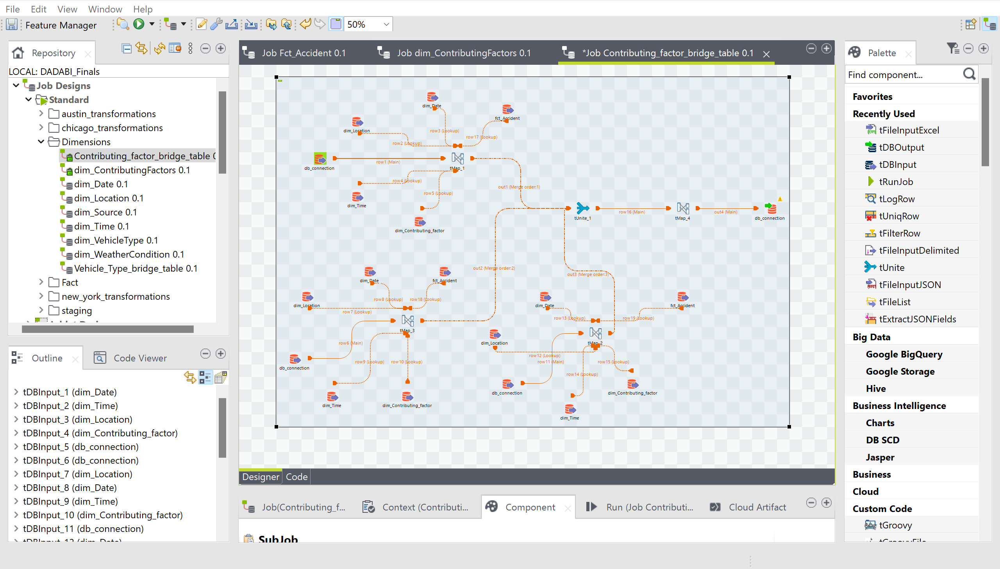 File Edit View Window Help
Feature Manager
50%
Repository
LOCAL: DADABI_Finals
Job Designs
Standard
austin_transformations
chicago_transformations
Dimensions
Contributing_factor_bridge_table 0
dim_ContributingFactors 0.1
dim_Date 0.1
dim_Location 0.1
dim_Source 0.1
dim_Time 0.1
dim_VehicleType 0.1
dim_WeatherCondition 0.1
Vehicle_Type_bridge_table 0.1
Fact
new_york_transformations
staging
Outline
Code Viewer
tDBInput_1 (dim_Date)
tDBInput_2 (dim_Time)
tDBInput_3 (dim_Location)
tDBInput_4 (dim_Contributing_factor)
tDBInput_5 (db_connection)
tDBInput_6 (db_connection)
tDBInput_7 (dim_Location)
tDBInput_8 (dim_Date)
tDBInput_9 (dim_Time)
tDBInput_10 (dim_Contributing_factor)
tDBInput_11 (db_connection)
tDBInput_12 (dim_Date)
Job Fct_Accident 0.1
Job dim_ContributingFactors 0.1
*Job Contributing_factor_bridge_table 0.1
dim_Date
fct_Accident
dim_Location
row3 (Lookup)
row17 (Lookup)
row2 (Lookup)
db_connection
row1 (Main)
tMap_1
row4 (Lookup)
row5 (Lookup)
out1 (Merge order:1)
dim_Time
dim_Contributing_factor
tUnite_1
row16 (Main)
tMap_4
out4 (Main)
db_connection
out2 (Merge order:2)
out3 (Merge order:3)
dim_Date
fct_Accident
dim_Location
row8 (Lookup)
row18 (Lookup)
row7 (Lookup)
tMap_3
row6 (Main)
row9 (Lookup)
row10 (Lookup)
db_connection
dim_Time
dim_Contributing_factor
dim_Date
fct_Accident
row13 (Lookup)
row19 (Lookup)
dim_Location
tMap_2
row12 (Lookup)
row11 (Main)
row15 (Lookup)
row14 (Lookup)
db_connection
dim_Contributing_factor
dim_Time
Designer
Code
Job(Contributing_f...
Context (Contributi...
Component
Run (Job Contributi...
Cloud Artifact
SubJob
Palette
Find component...
Favorites
Recently Used
tFileInputExcel
tDBOutput
tDBInput
tRunJob
tLogRow
tUniqRow
tFilterRow
tFileInputDelimited
tUnite
tFileInputJSON
tFileList
tExtractJSONFields
Big Data
Google BigQuery
Google Storage
Hive
Business Intelligence
Charts
DB SCD
Jasper
Business
Cloud
Custom Code
tGroovy
tGroovyFile